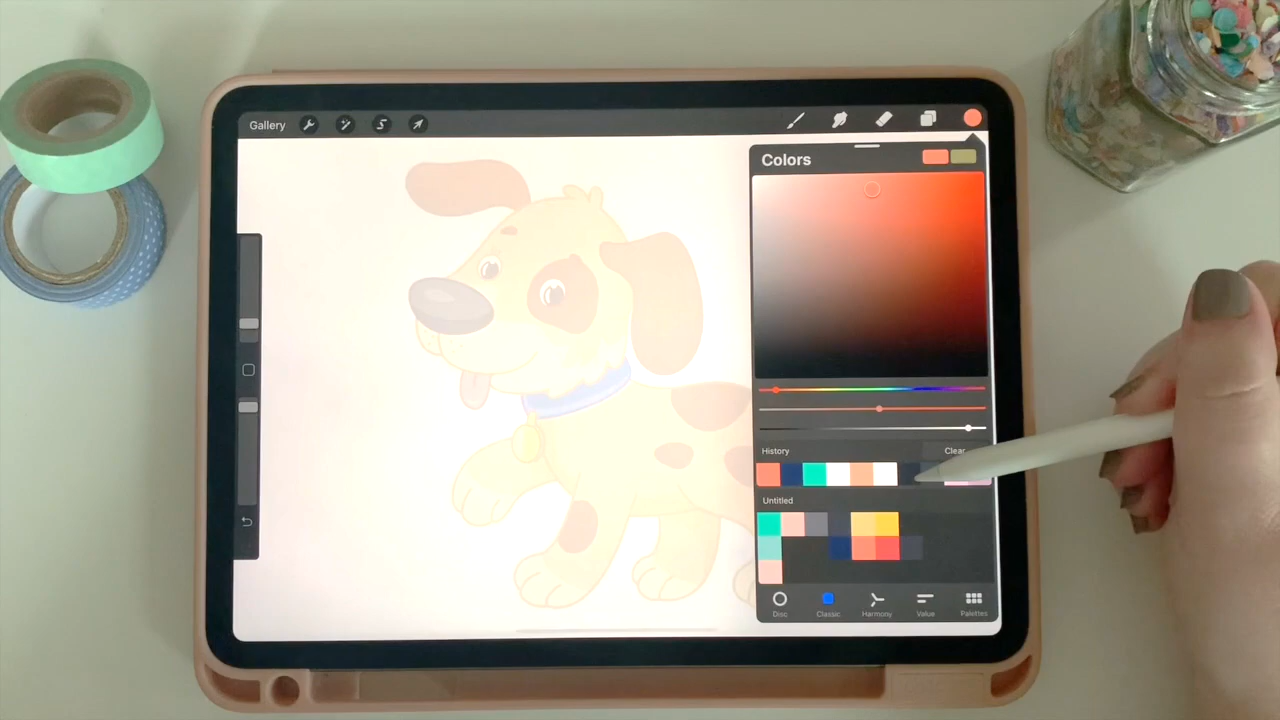 Gallery
Colors
History
Clear
Untitled
Disc
Classic
Harmony
Value
Palettes